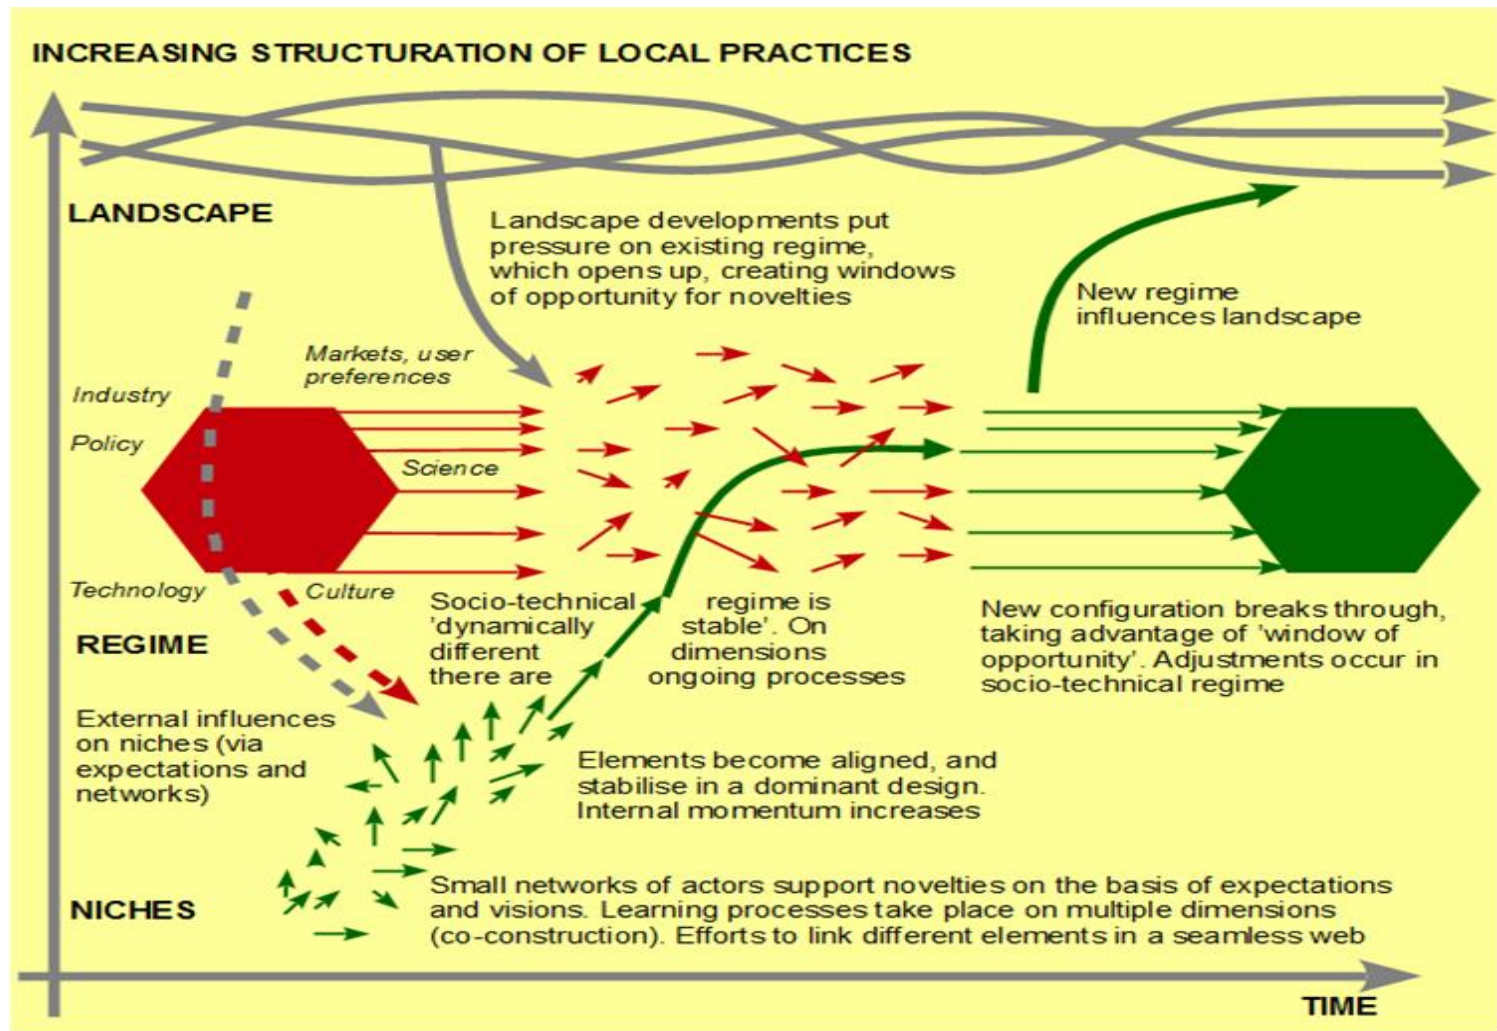 INCREASING STRUCTURATION OF LOCAL PRACTICES
LANDSCAPE
Landscape developments put
pressure on existing regime,
which opens up, creating windows
of opportunity for novelties
New regime
influences landscape
Markets, user
preferences
Industry
Policy
Science
Technology
Culture
REGIME
Socio-technical regime is
'dynamically stable'. On
different dimensions
there are ongoing processes
New configuration breaks through,
taking advantage of 'window of
opportunity'. Adjustments occur in
socio-technical regime
External influences
on niches (via
expectations and
networks)
Elements become aligned, and
stabilise in a dominant design.
Internal momentum increases
NICHES
Small networks of actors support novelties on the basis of expectations
and visions. Learning processes take place on multiple dimensions
(co-construction). Efforts to link different elements in a seamless web
TIME